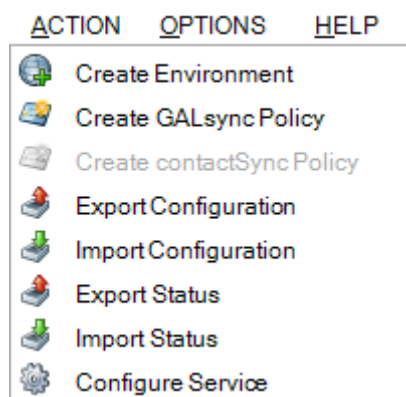 ACTION OPTIONS HELP
Create Environment
Create GALsync Policy
Create contactSync Policy
Export Configuration
Import Configuration
Export Status
Import Status
Configure Service